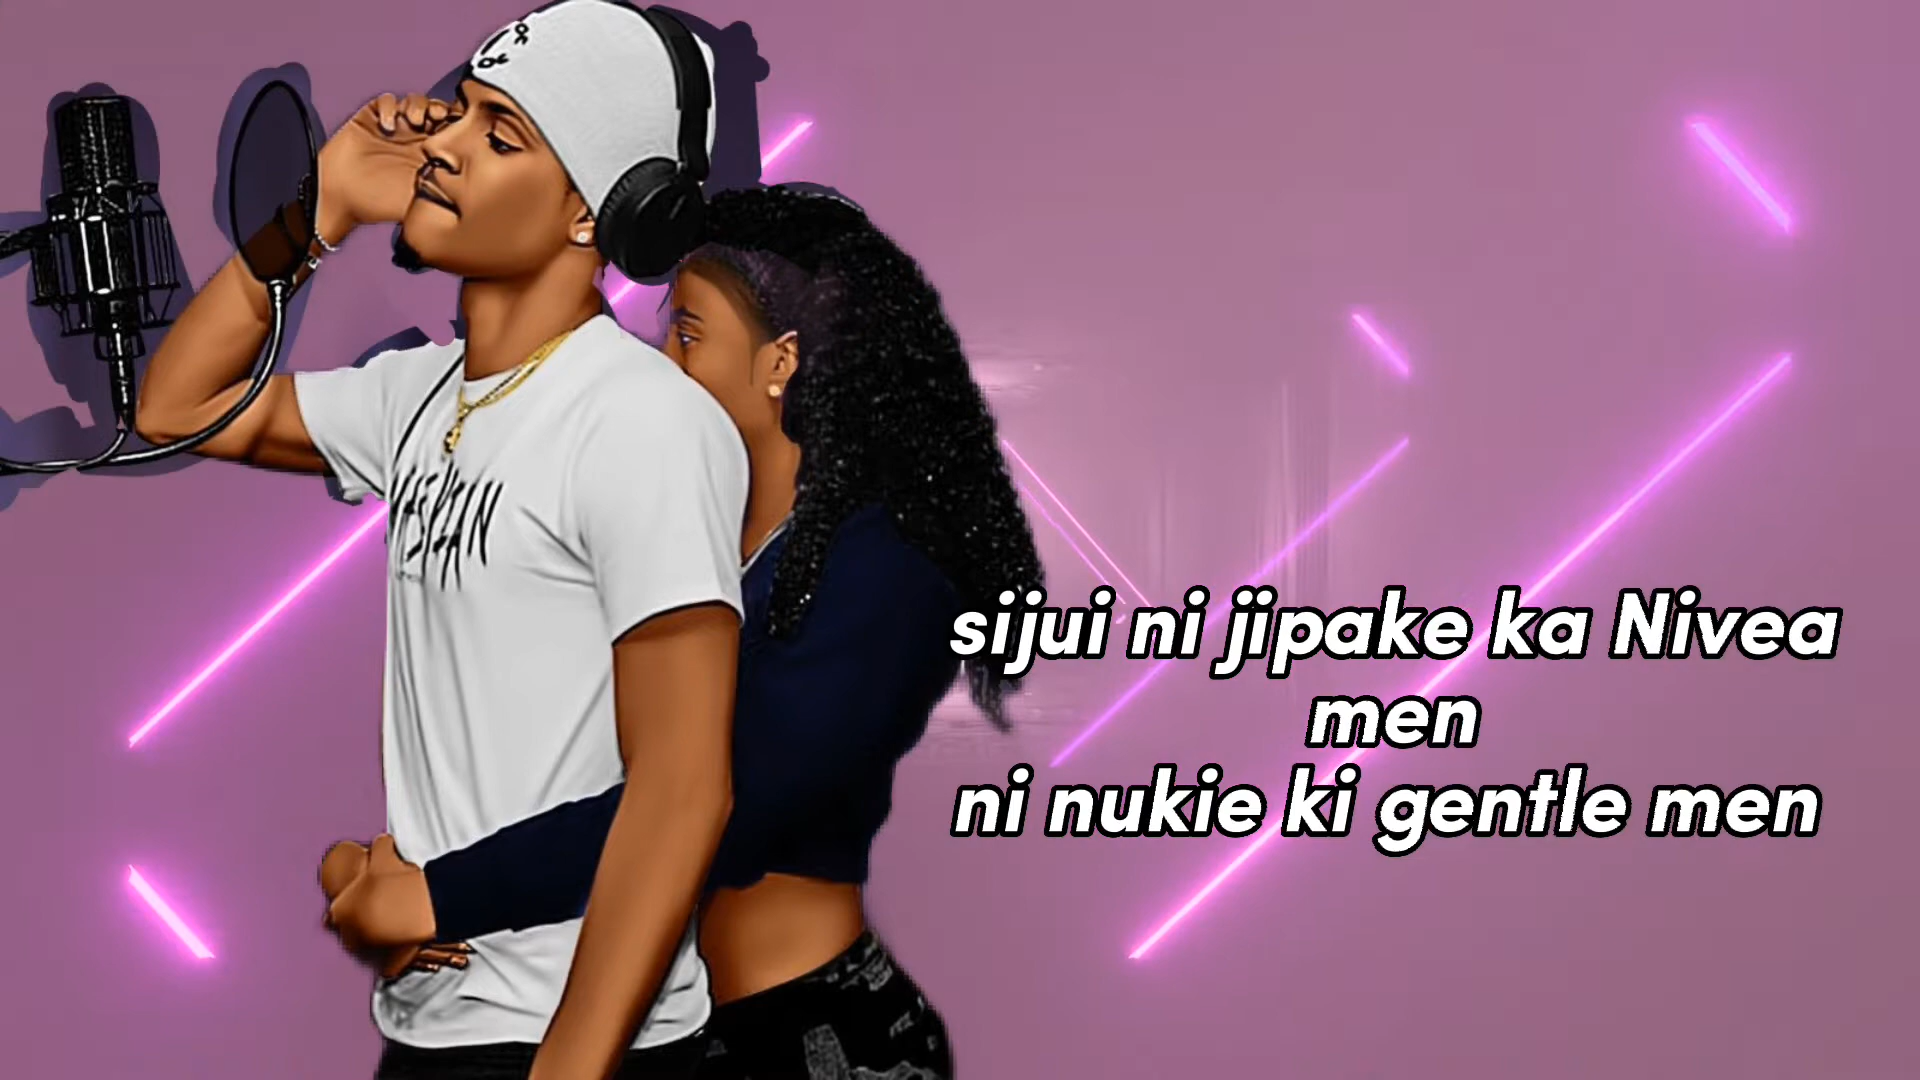 sijui ni jipake ka Nivea
men
ni nukie ki gentle men